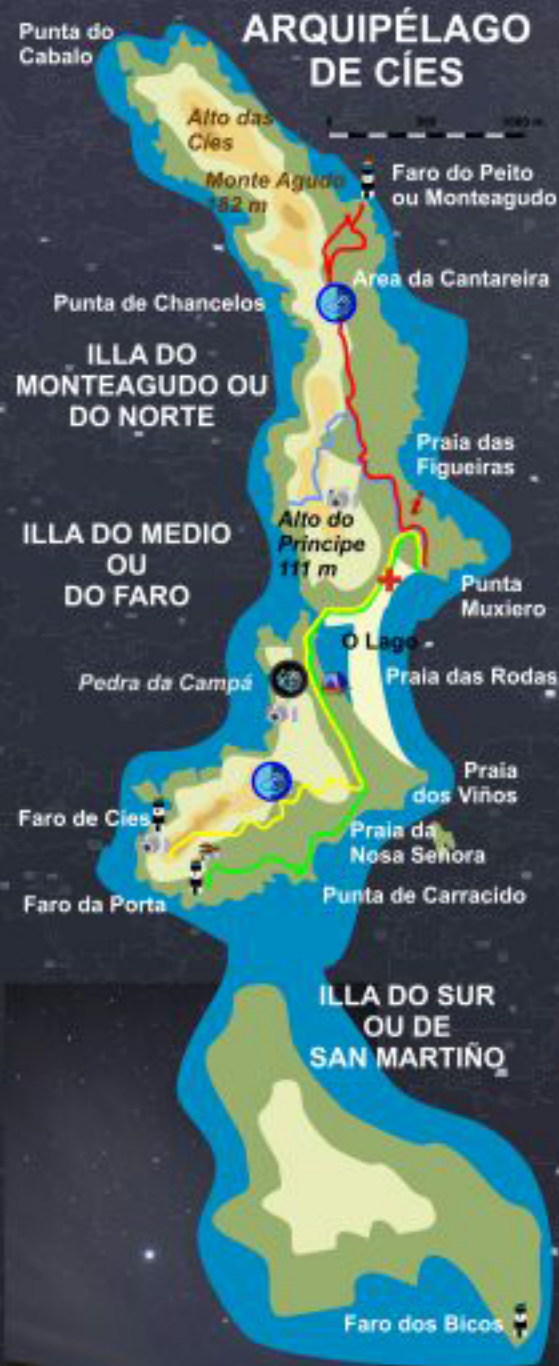 ARQUIPÉLAGO
DE CÍES
Punta do
Cabalo
Alto das
Cíes
Monte Agudo
182 m
Faro do Peito
ou Monteagudo
Area da Cantareira
Punta de Chancelos
ILLA DO
MONTEAGUDO OU
DO NORTE
Praia das
Figueiras
i
Alto do
Príncipe
111 m
ILLA DO MEDIO
OU
DO FARO
Punta
Muxiero
O Lago
Pedra da Campá
Praia das Rodas
Praia
dos Viños
Faro de Cies
Praia da
Nosa Señora
Faro da Porta
Punta de Carracido
ILLA DO SUR
OU DE
SAN MARTIÑO
Faro dos Bicos